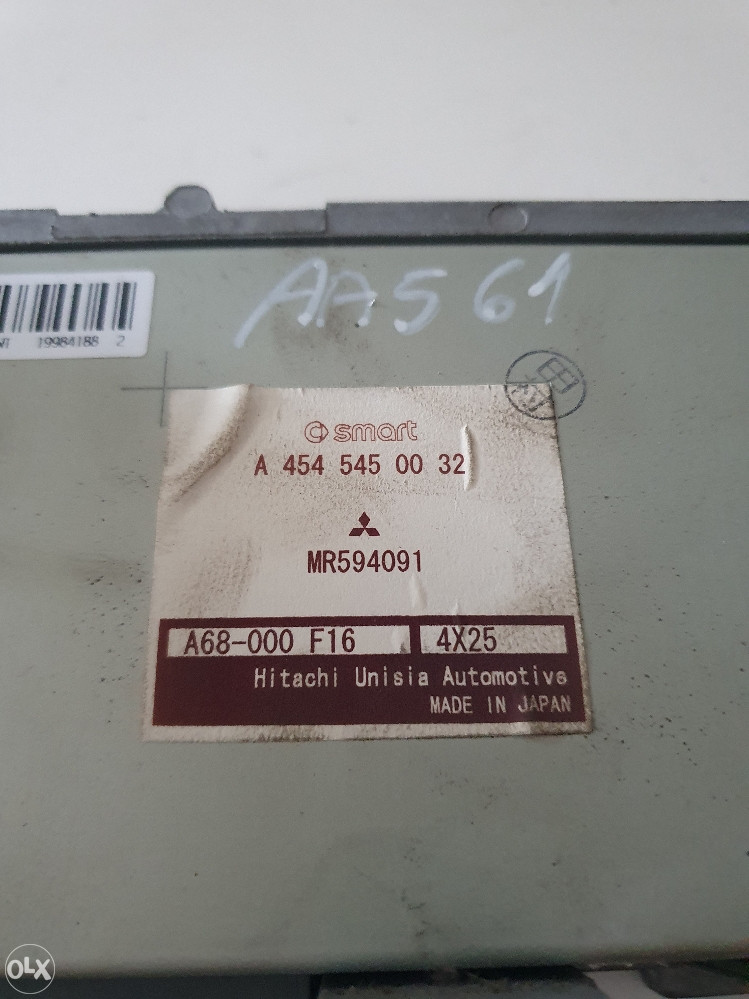 AA561
19984188 2
smart
A 454 545 00 32
MR594091
A68-000 F16 4X25
Hitachi Unisia Automotive
MADE IN JAPAN
OLX